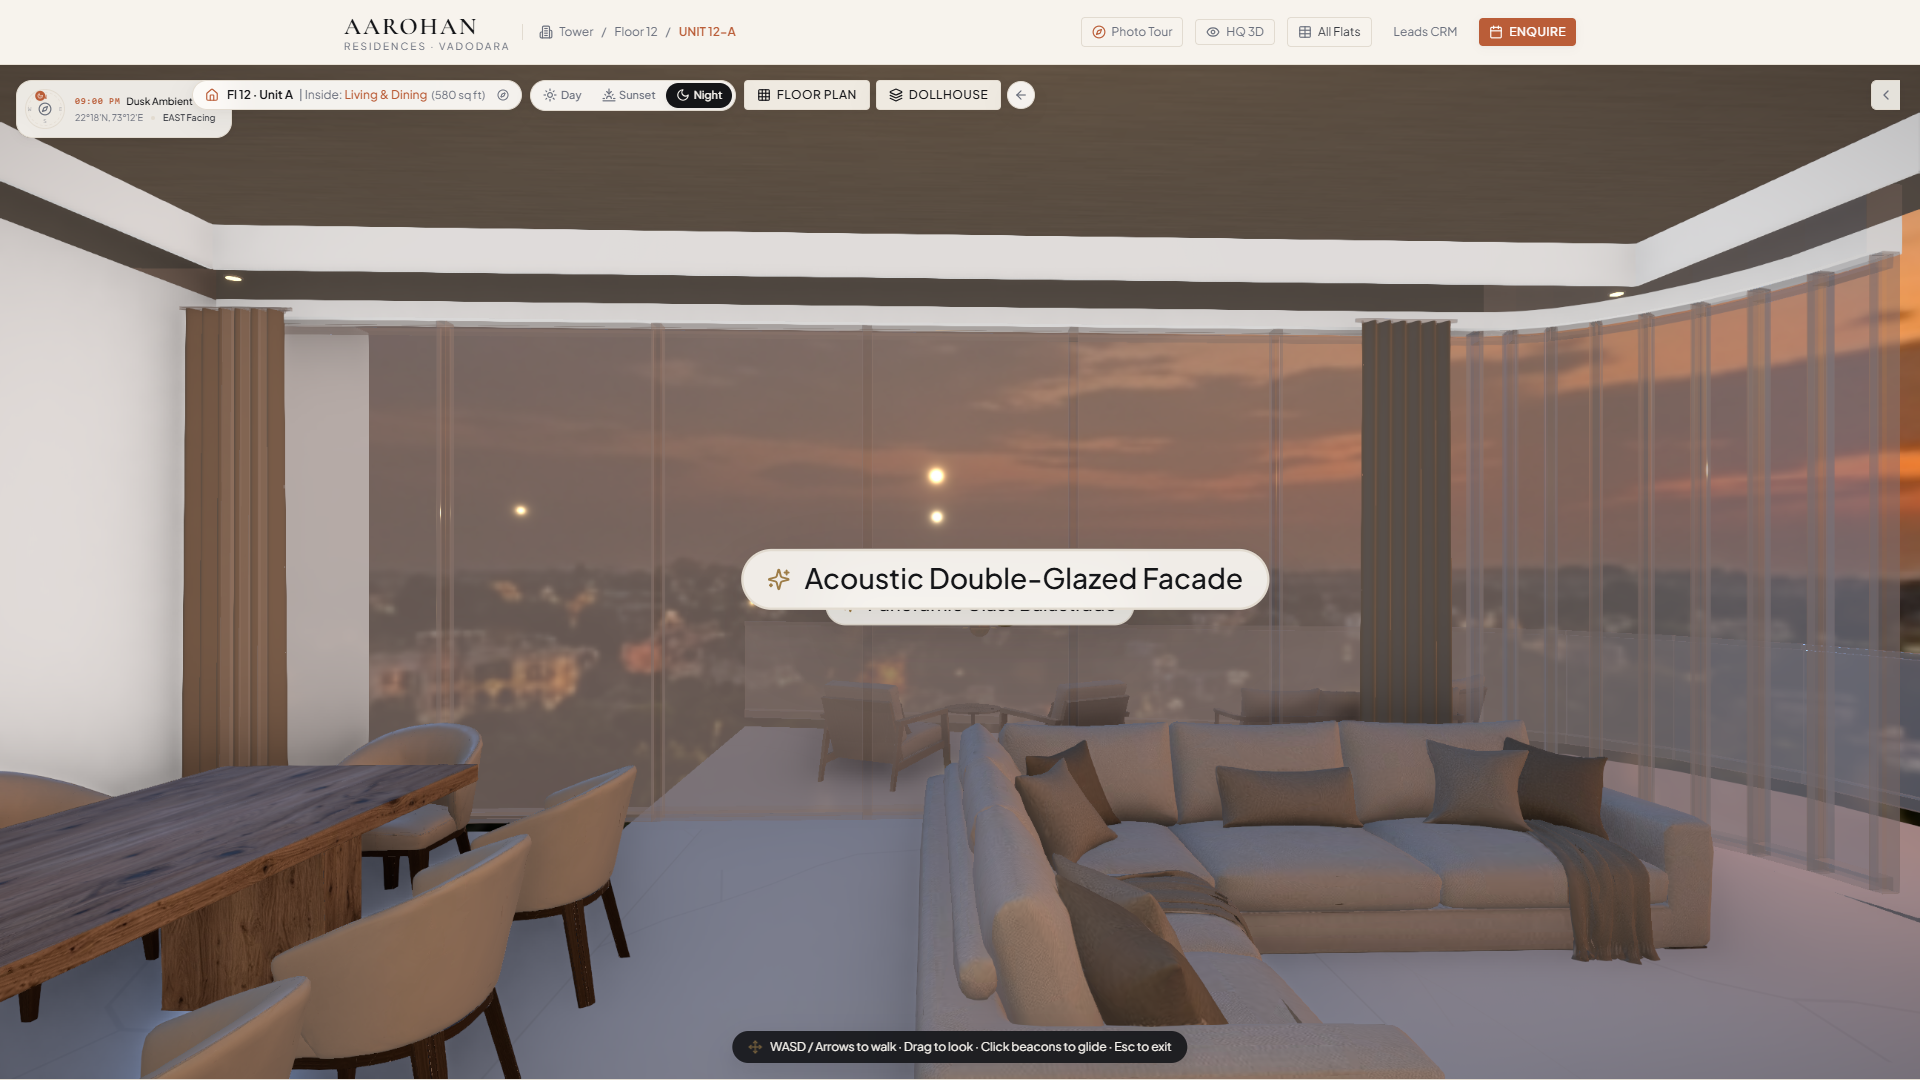 AAROHAN
RESIDENCES · VADODARA
Tower / Floor 12 / UNIT 12-A
Photo Tour
HQ 3D
All Flats
Leads CRM
ENQUIRE
09:00 PM Dusk Ambient
22°18'N, 73°12'E · EAST Facing
Fl 12 · Unit A | Inside: Living & Dining (580 sq ft)
Day
Sunset
Night
FLOOR PLAN
DOLLHOUSE
Acoustic Double-Glazed Facade
Panoramic Glass Balustrade
WASD / Arrows to walk · Drag to look · Click beacons to glide · Esc to exit